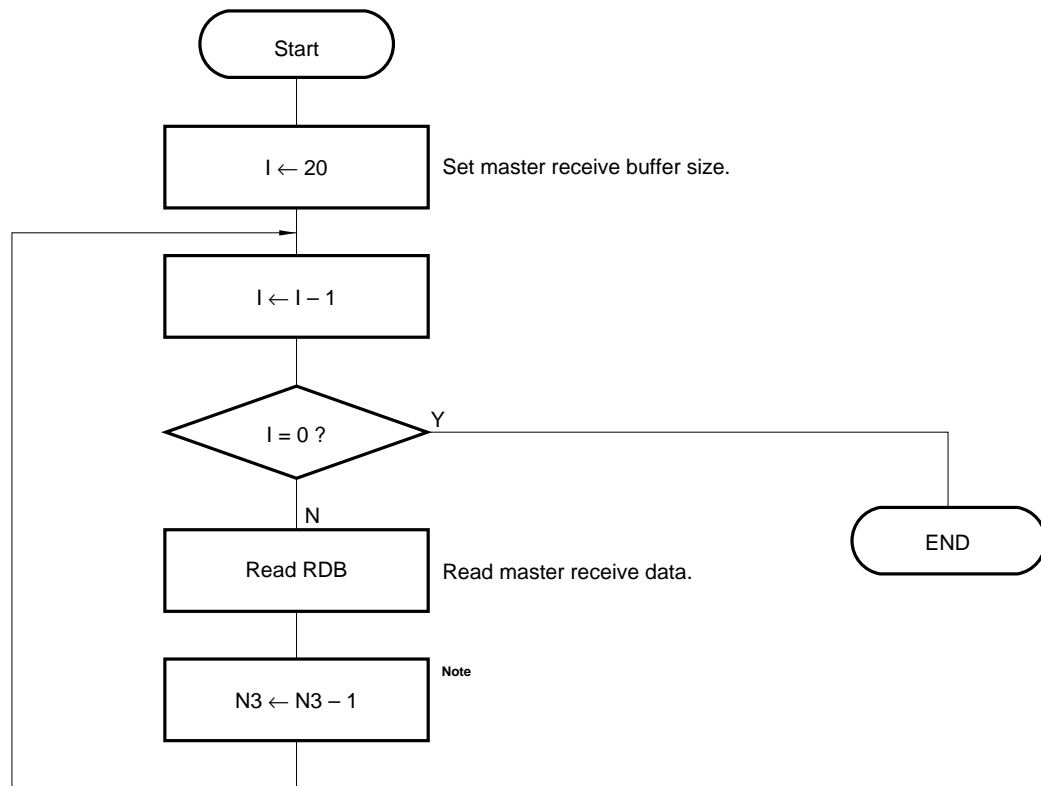 Start
I ← 20
Set master receive buffer size.
I ← I – 1
I = 0 ?
Y
N
END
Read RDB
Read master receive data.
Note
N3 ← N3 – 1